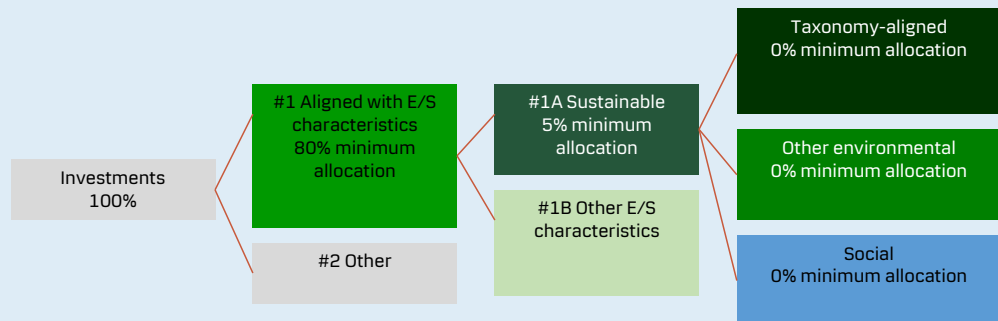 Investments
100%
#1 Aligned with E/S
characteristics
80% minimum
allocation
#2 Other
#1A Sustainable
5% minimum
allocation
#1B Other E/S
characteristics
Taxonomy-aligned
0% minimum allocation
Other environmental
0% minimum allocation
Social
0% minimum allocation